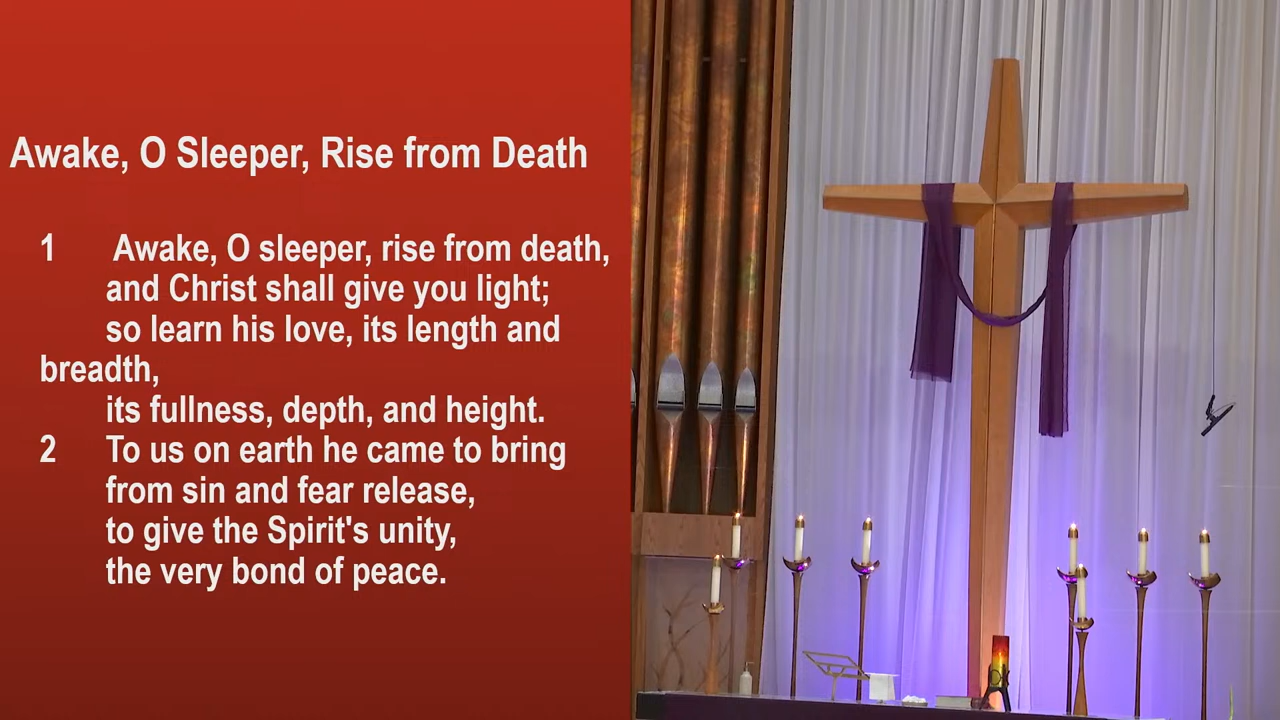 Awake, O Sleeper, Rise from Death
1 Awake, O sleeper, rise from death,
and Christ shall give you light;
so learn his love, its length and
breadth,
its fullness, depth, and height.
2 To us on earth he came to bring
from sin and fear release,
to give the Spirit's unity,
the very bond of peace.